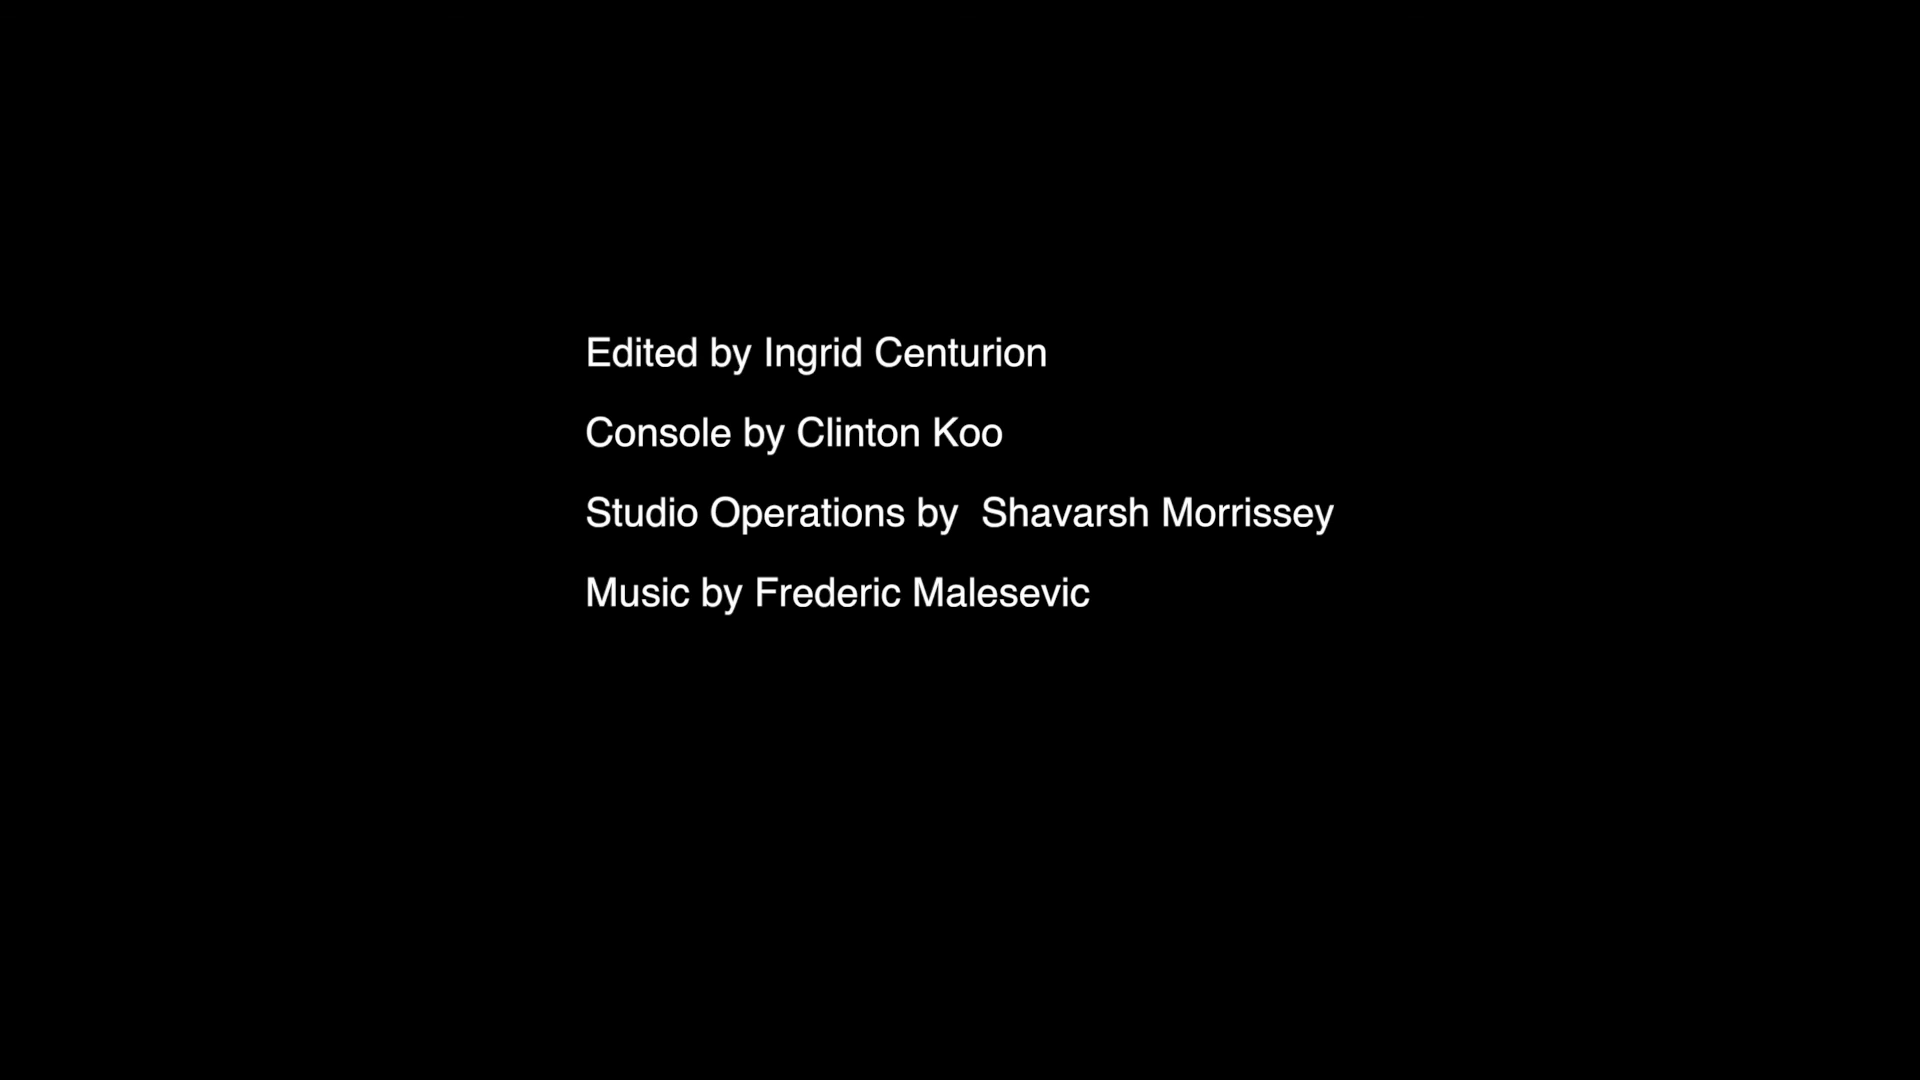 Edited by Ingrid Centurion
Console by Clinton Koo
Studio Operations by  Shavarsh Morrissey
Music by Frederic Malesevic